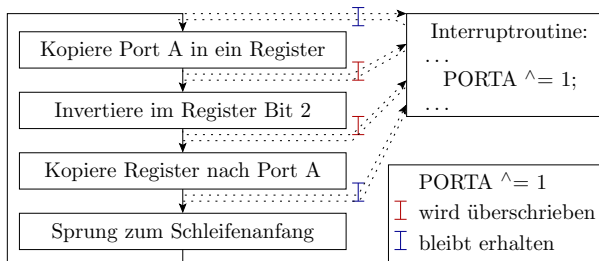 Kopiere Port A in ein Register
Invertiere im Register Bit 2
Kopiere Register nach Port A
Sprung zum Schleifenanfang
Interruptroutine:
...
PORTA ^= 1;
...
PORTA ^= 1
wird überschrieben
bleibt erhalten